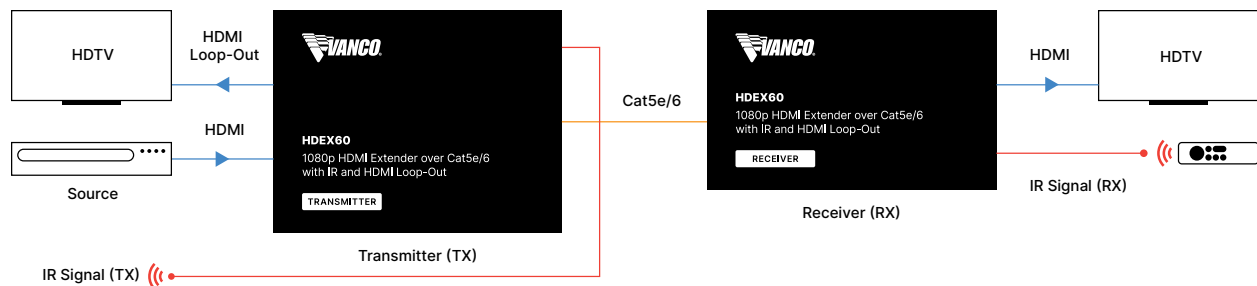 HDTV
HDMI
Loop-Out
HDMI
Source
IR Signal (TX)
VANCO
HDEX60
1080p HDMI Extender over Cat5e/6
with IR and HDMI Loop-Out
TRANSMITTER
Transmitter (TX)
Cat5e/6
VANCO
HDEX60
1080p HDMI Extender over Cat5e/6
with IR and HDMI Loop-Out
RECEIVER
Receiver (RX)
HDMI
HDTV
IR Signal (RX)